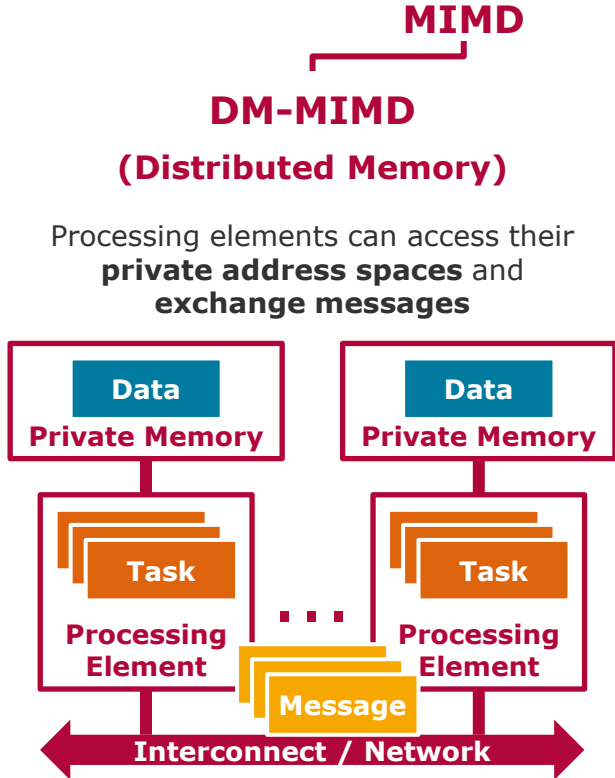 MIMD
DM-MIMD
(Distributed Memory)
Processing elements can access their
private address spaces and
exchange messages
Data
Private Memory
Data
Private Memory
Task
Processing
Element
...
Task
Processing
Element
Message
Interconnect / Network